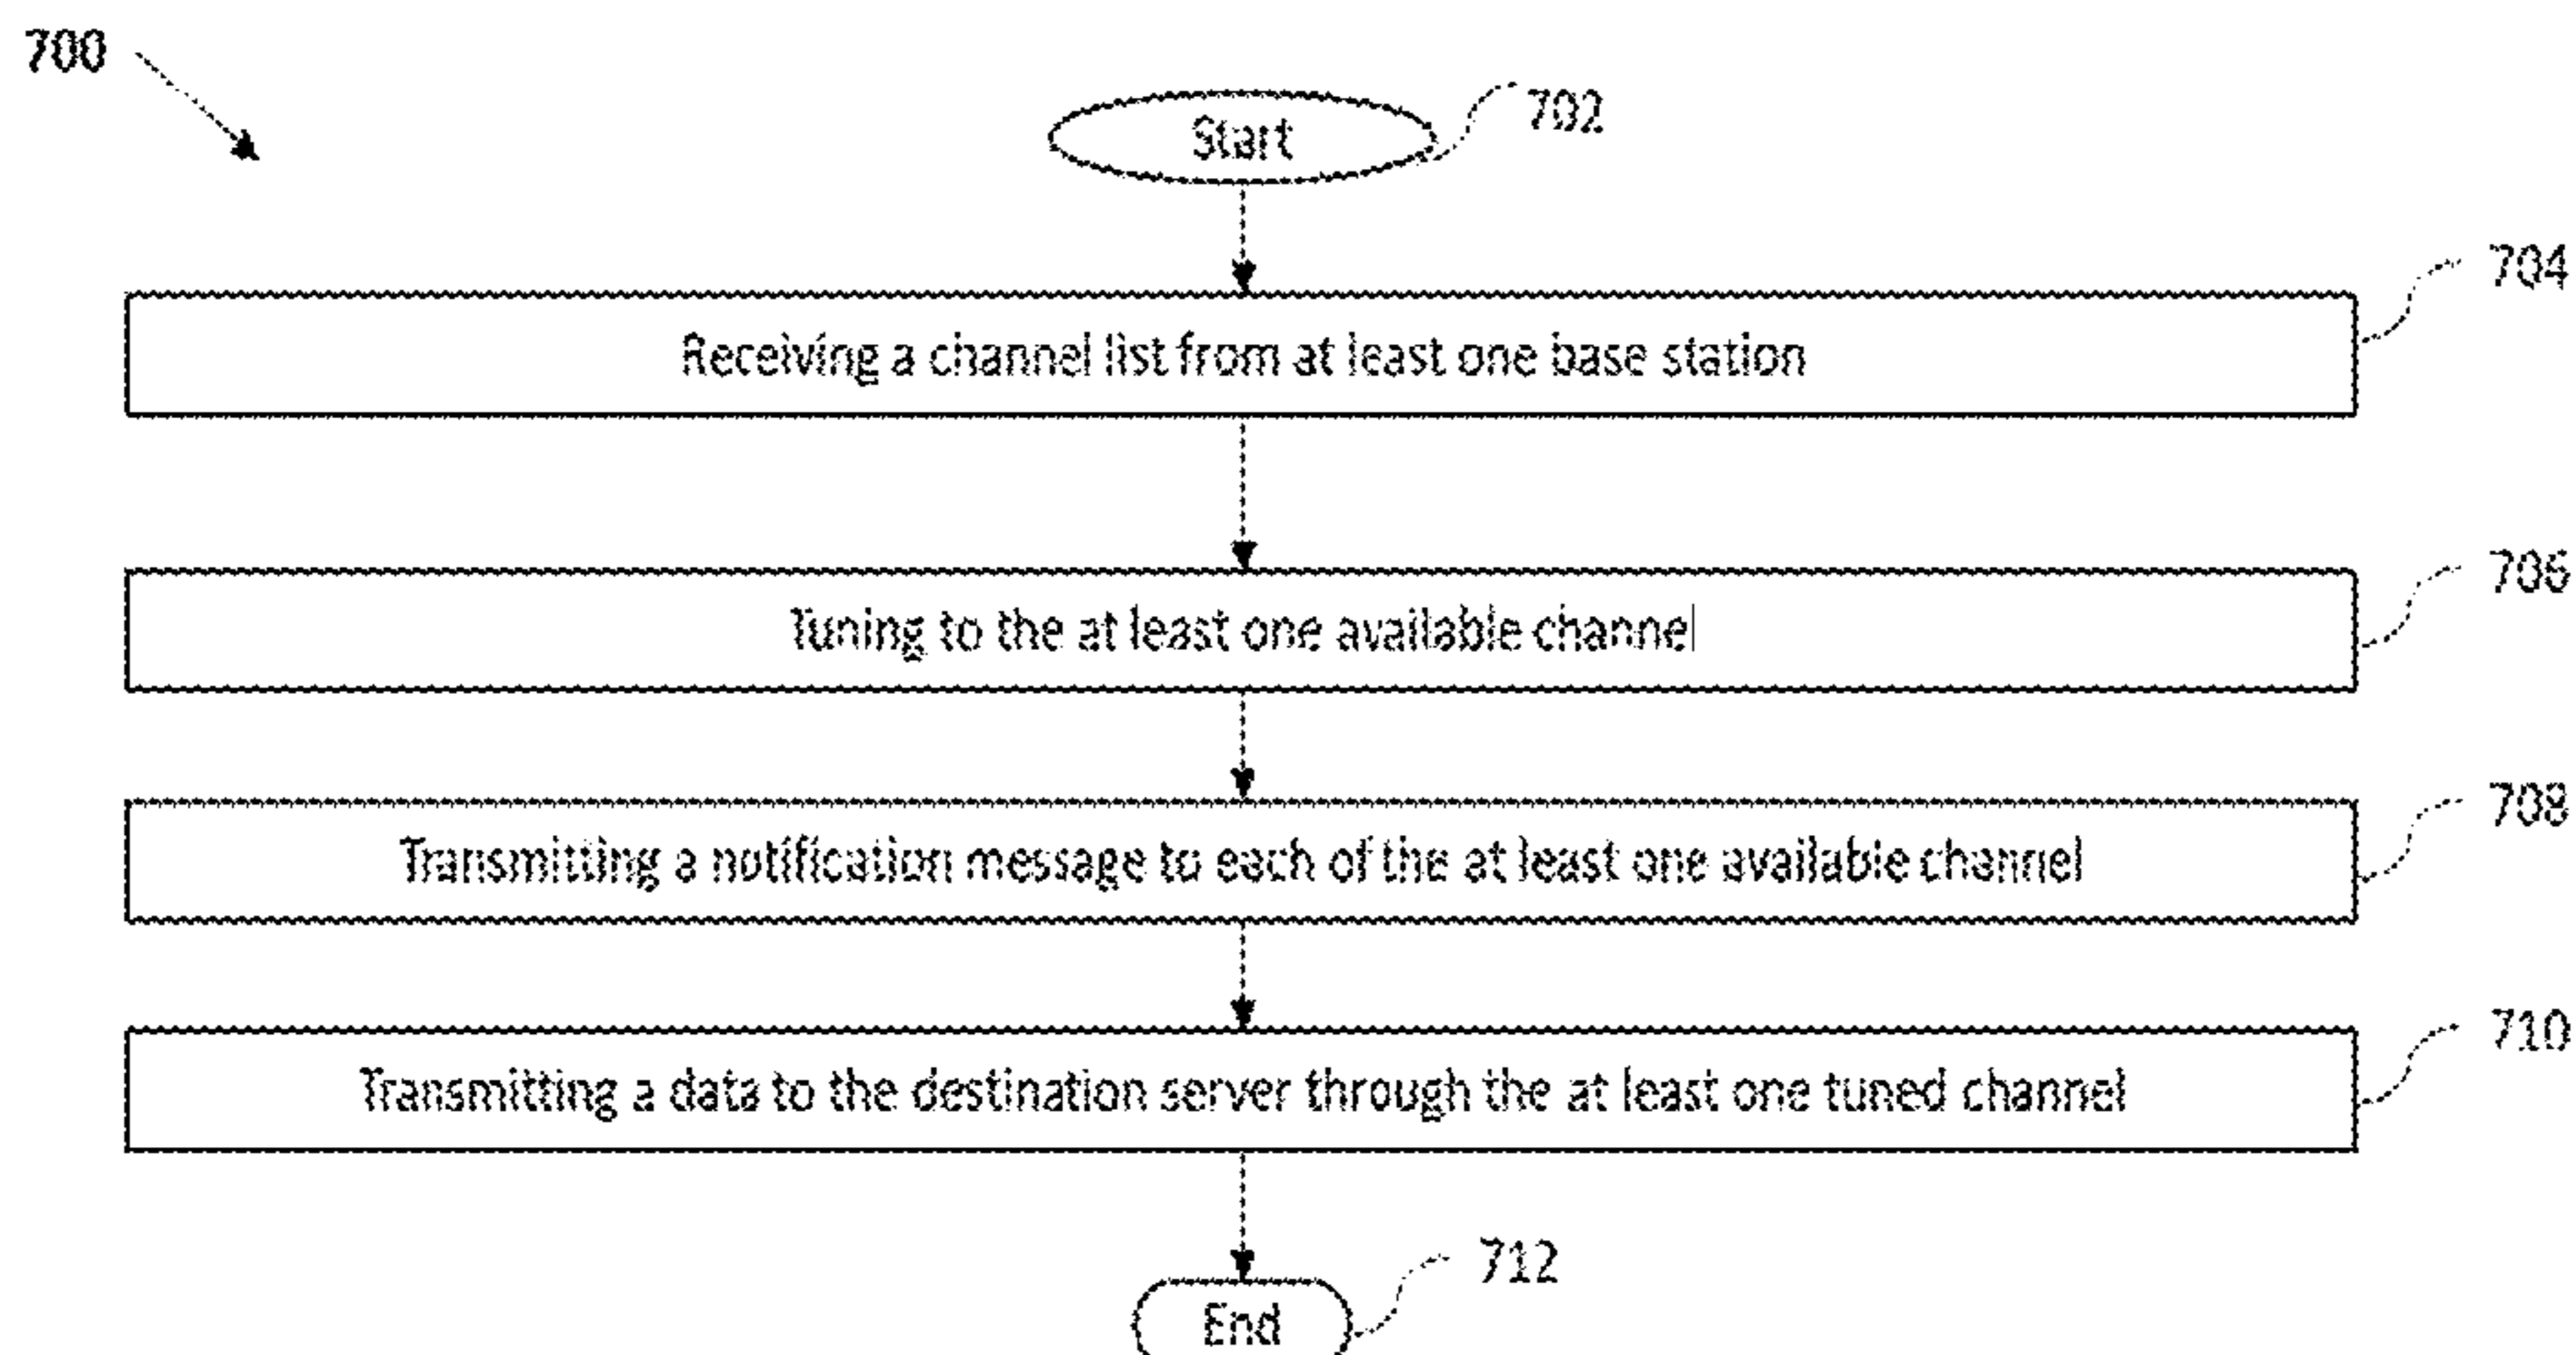 700
Start
702
704
Receiving a channel list from at least one base station
706
Tuning to the at least one available channel
708
Transmitting a notification message to each of the at least one available channel
710
Transmitting a data to the destination server through the at least one tuned channel
712
End